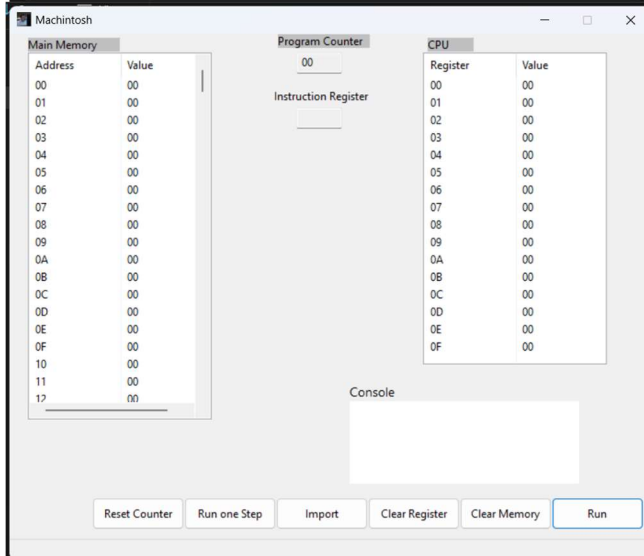 Machintosh
Main Memory
Address Value
00 00
01 00
02 00
03 00
04 00
05 00
06 00
07 00
08 00
09 00
0A 00
0B 00
0C 00
0D 00
0E 00
0F 00
10 00
11 00
12 00
Program Counter
00
Instruction Register
CPU
Register Value
00 00
01 00
02 00
03 00
04 00
05 00
06 00
07 00
08 00
09 00
0A 00
0B 00
0C 00
0D 00
0E 00
0F 00
Console
Reset Counter Run one Step Import Clear Register Clear Memory Run